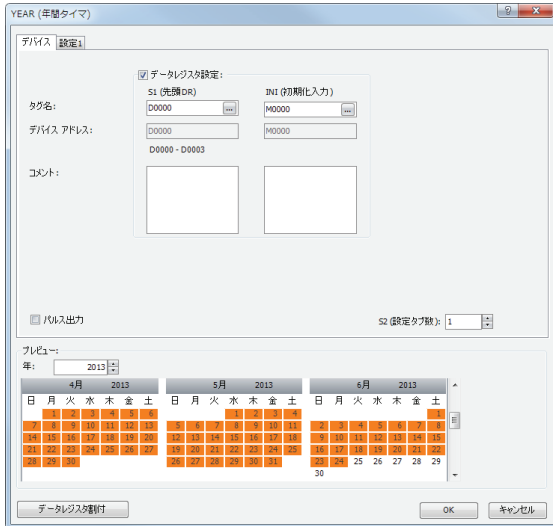 YEAR (年間タイマ)
デバイス 設定1
データレジスタ設定:
S1 (先頭DR) INI (初期化入力)
タグ名: D0000 ... M0000 ...
デバイス アドレス: D0000 M0000
D0000 - D0003
コメント:
パルス出力 S2 (設定タブ数): 1
プレビュー:
年: 2013
4月 2013 5月 2013 6月 2013
日 月 火 水 木 金 土 日 月 火 水 木 金 土 日 月 火 水 木 金 土
1 2 3 4 5 6 1 2 3 4 1
7 8 9 10 11 12 13 5 6 7 8 9 10 11 2 3 4 5 6 7 8
14 15 16 17 18 19 20 12 13 14 15 16 17 18 9 10 11 12 13 14 15
21 22 23 24 25 26 27 19 20 21 22 23 24 25 16 17 18 19 20 21 22
28 29 30 26 27 28 29 30 31 23 24 25 26 27 28 29
30
データレジスタ割付 OK キャンセル